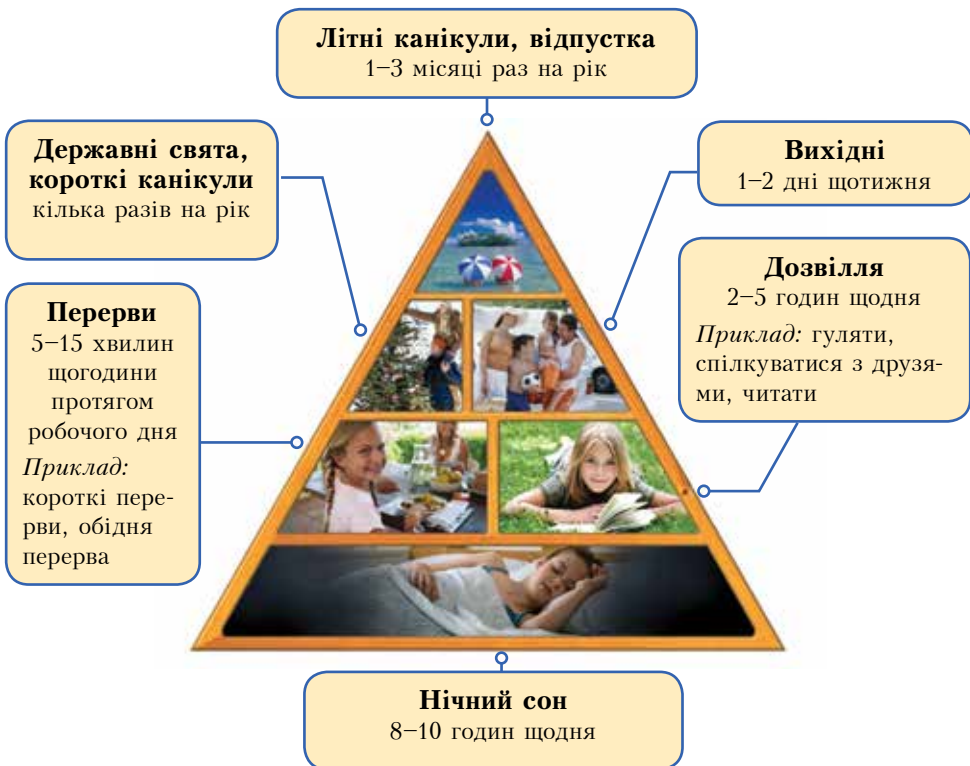 Літні канікули, відпустка
1–3 місяці раз на рік
Державні свята,
короткі канікули
кілька разів на рік
Вихідні
1–2 дні щотижня
Перерви
5–15 хвилин
щогодини
протягом
робочого дня
Приклад:
короткі пере-
рви, обідня
перерва
Дозвілля
2–5 годин щодня
Приклад: гуляти,
спілкуватися з друзя-
ми, читати
Нічний сон
8–10 годин щодня